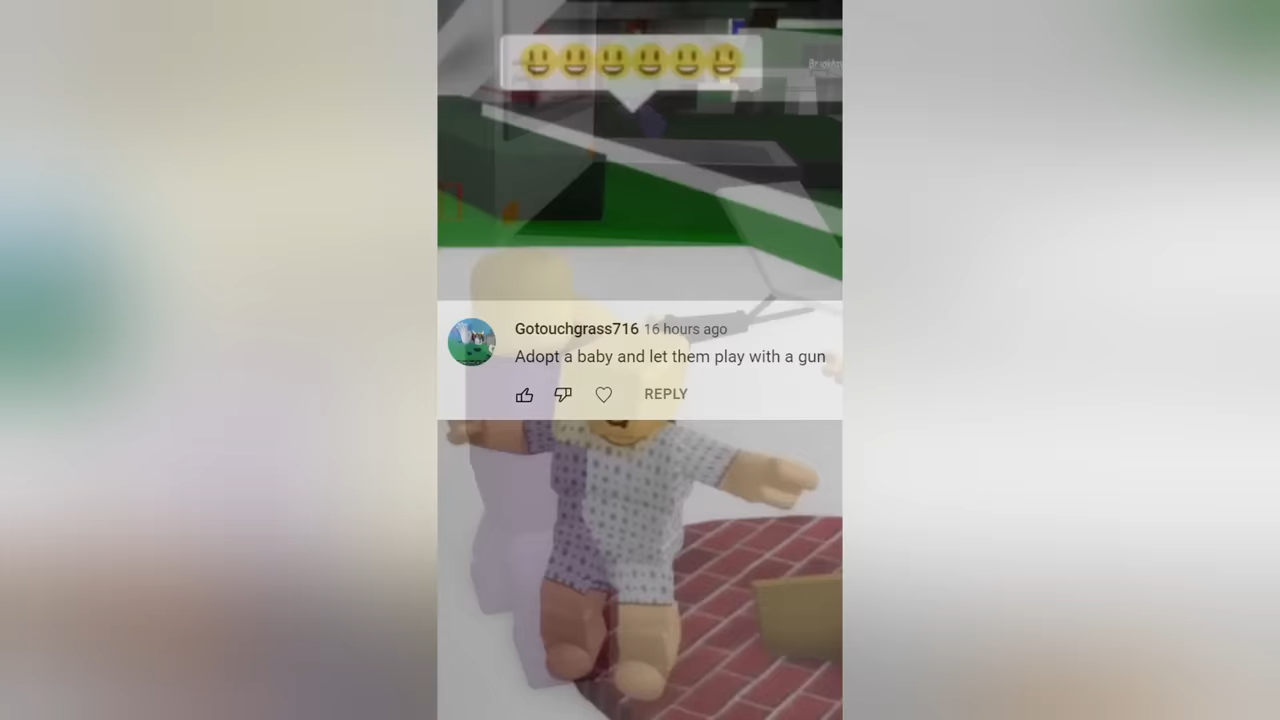 😃😃😃😃😃😃
Gotouchgrass716 16 hours ago
Adopt a baby and let them play with a gun
REPLY